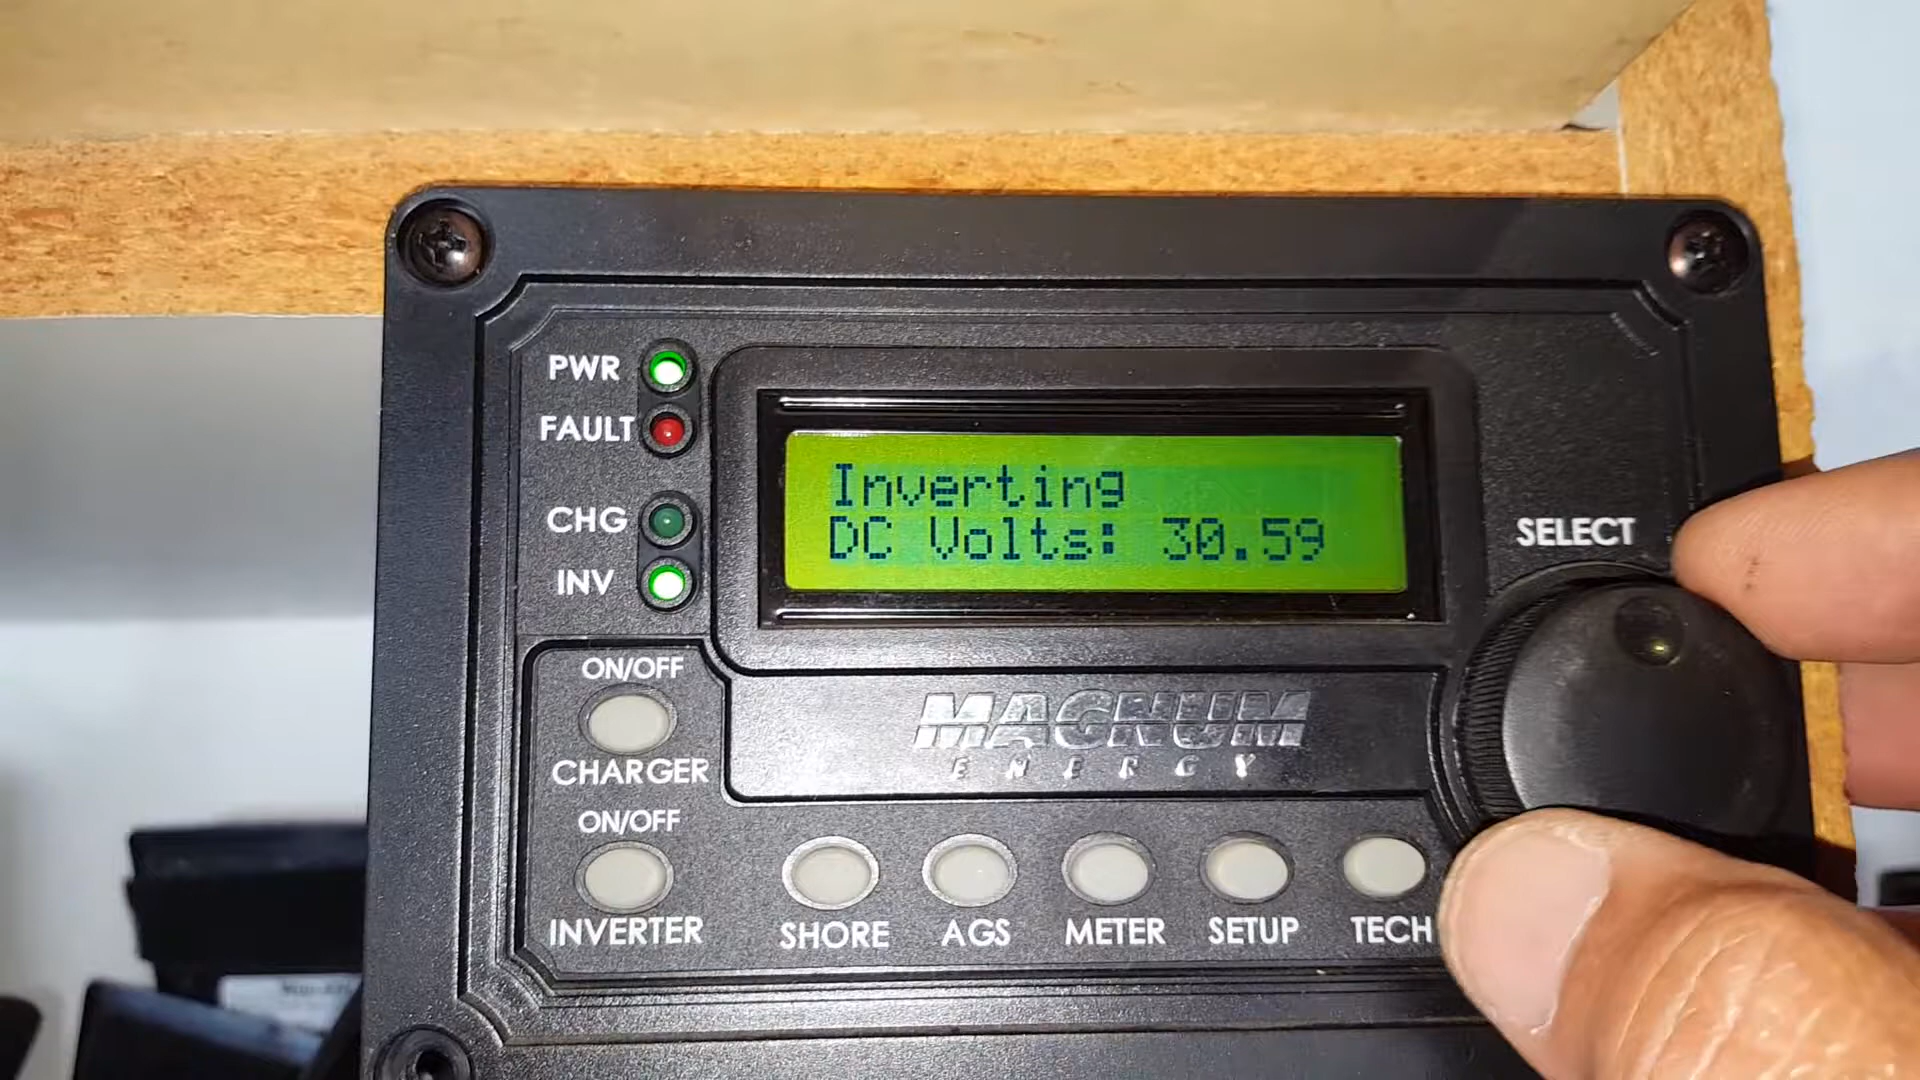 PWR
FAULT
CHG
INV
Inverting
DC Volts: 30.59
SELECT
ON/OFF
CHARGER
ON/OFF
INVERTER
MAGNUM
ENERGY
SHORE
AGS
METER
SETUP
TECH